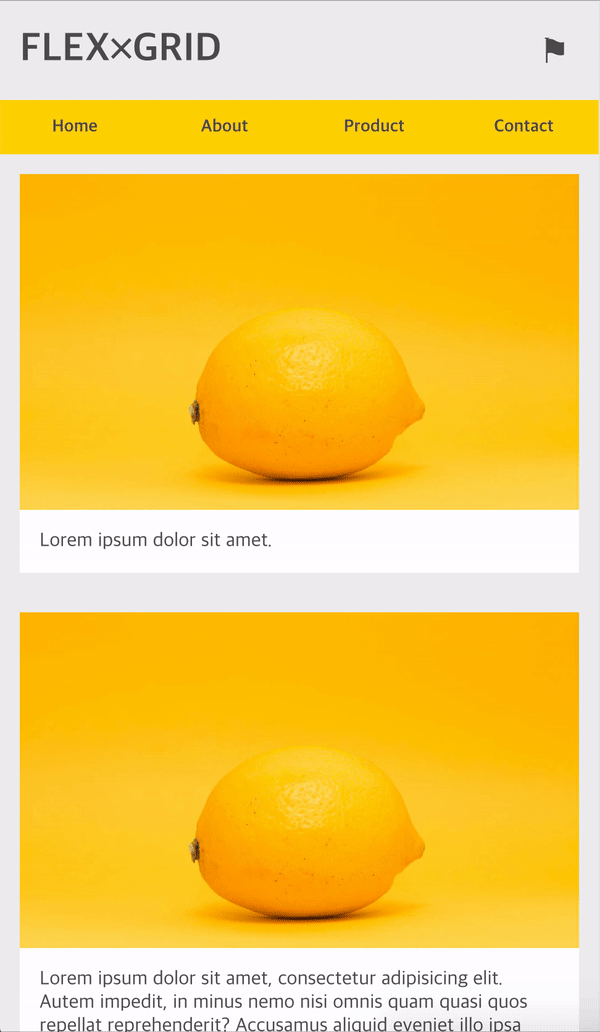 FLEX×GRID
Home About Product Contact
Lorem ipsum dolor sit amet.
Lorem ipsum dolor sit amet, consectetur adipisicing elit.
Autem impedit, in minus nemo nisi omnis quam quasi quos
repellat reprehenderit? Accusamus aliquid eveniet illo ipsa